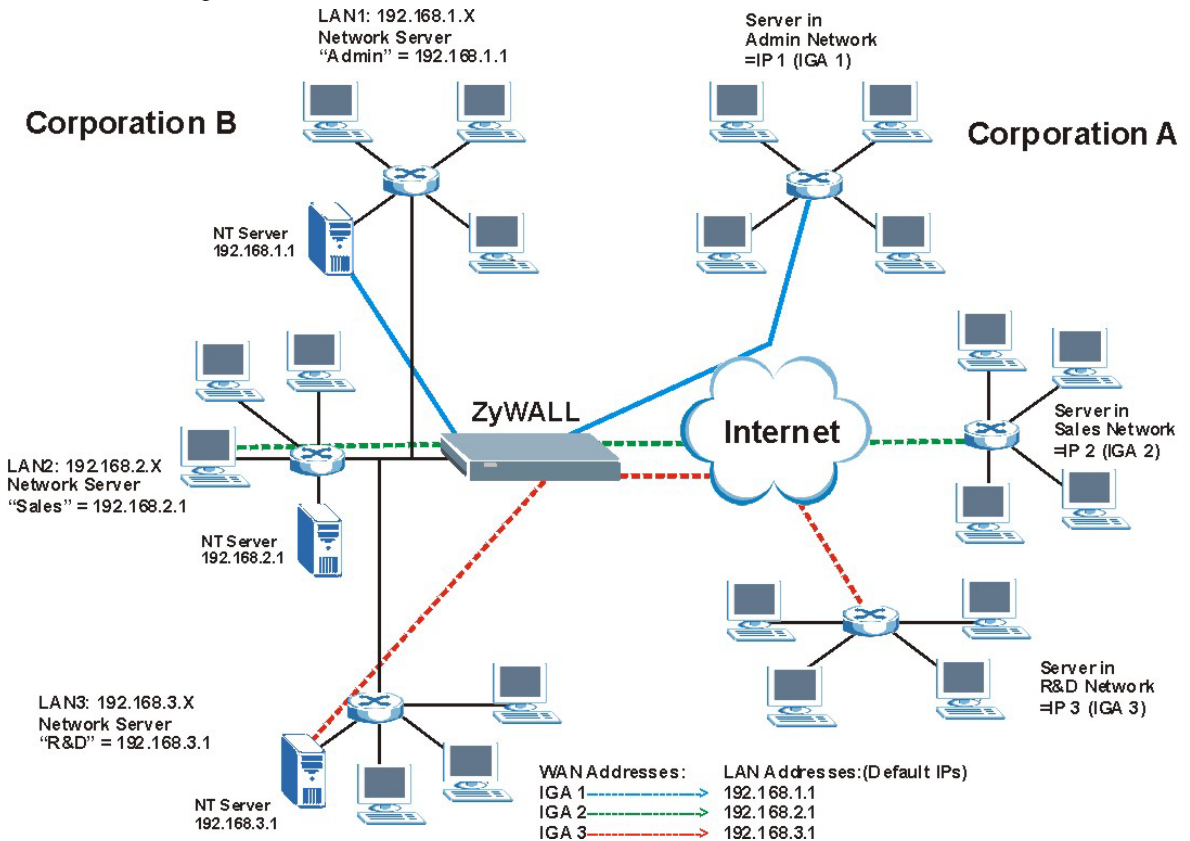 LAN1: 192.168.1.X
Network Server
“Admin” = 192.168.1.1
Server in
Admin Network
=IP 1 (IGA 1)
Corporation B
Corporation A
NT Server
192.168.1.1
ZyWALL
Internet
Server in
Sales Network
=IP 2 (IGA 2)
LAN2: 192.168.2.X
Network Server
“Sales” = 192.168.2.1
NT Server
192.168.2.1
LAN3: 192.168.3.X
Network Server
“R&D” = 192.168.3.1
Server in
R&D Network
=IP 3 (IGA 3)
NT Server
192.168.3.1
WAN Addresses: LAN Addresses:(Default IPs)
IGA 1 192.168.1.1
IGA 2 192.168.2.1
IGA 3 192.168.3.1